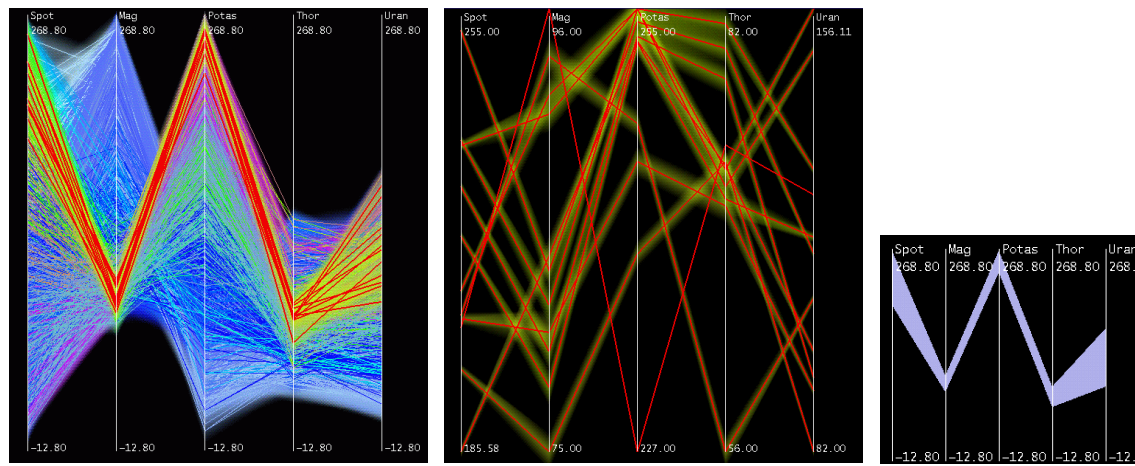 Spot Mag Potas Thor Uran
268.80 268.80 268.80 268.80 268.80
-12.80 -12.80 -12.80 -12.80 -12.80
Spot Mag Potas Thor Uran
255.00 96.00 255.00 82.00 156.11
185.58 75.00 227.00 56.00 82.00
Spot Mag Potas Thor Uran
268.80 268.80 268.80 268.80 268.
-12.80 -12.80 -12.80 -12.80 -12.